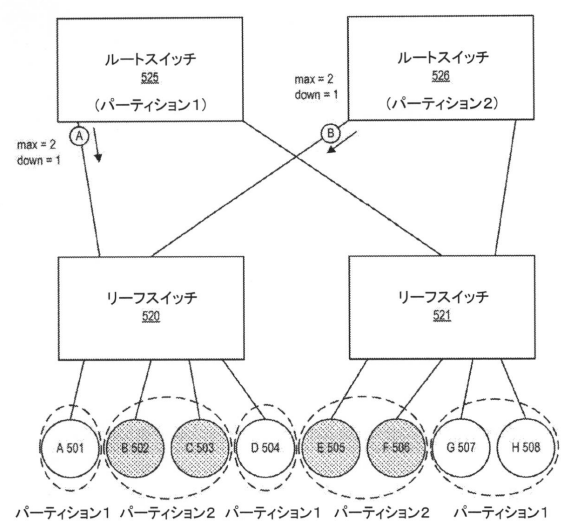 ルートスイッチ
525
(パーティション1)
ルートスイッチ
526
(パーティション2)
max = 2
down = 1
A
max = 2
down = 1
B
リーフスイッチ
520
リーフスイッチ
521
A 501
B 502
C 503
D 504
E 505
F 506
G 507
H 508
パーティション1 パーティション2 パーティション1 パーティション2 パーティション1